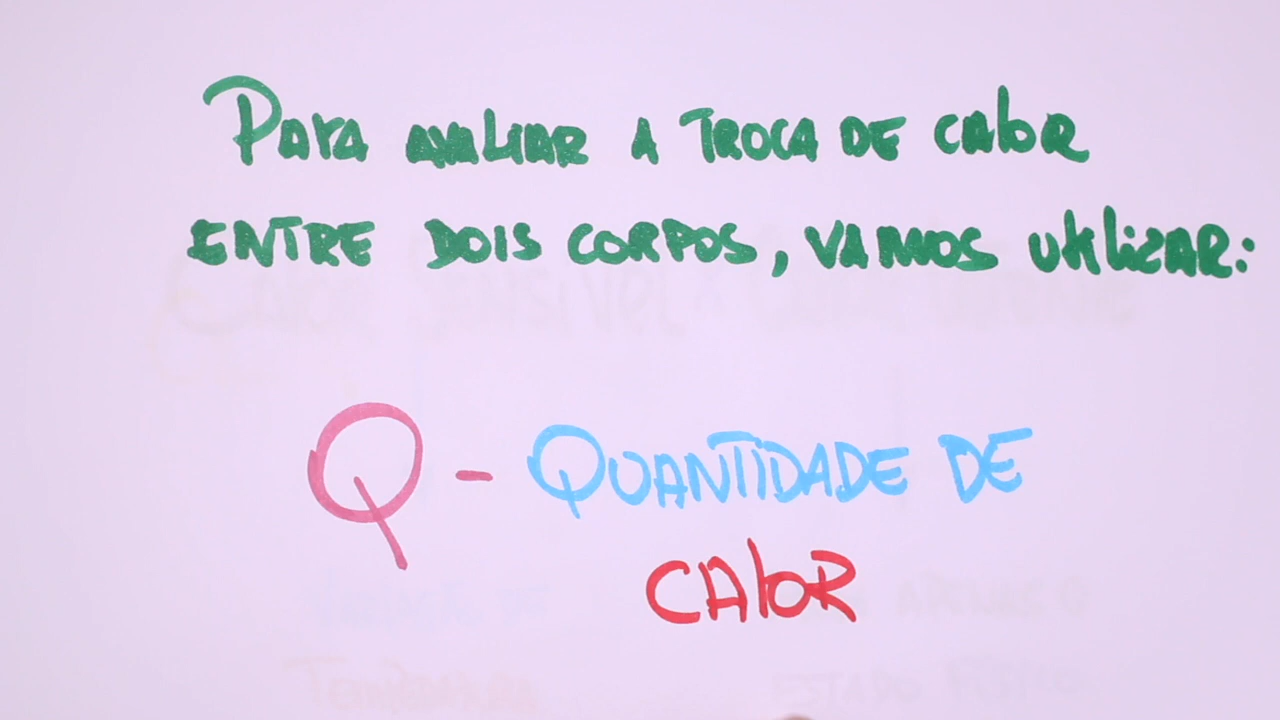 Para avaliar a troca de calor
entre dois corpos, vamos utilizar:
Q - Quantidade de
calor